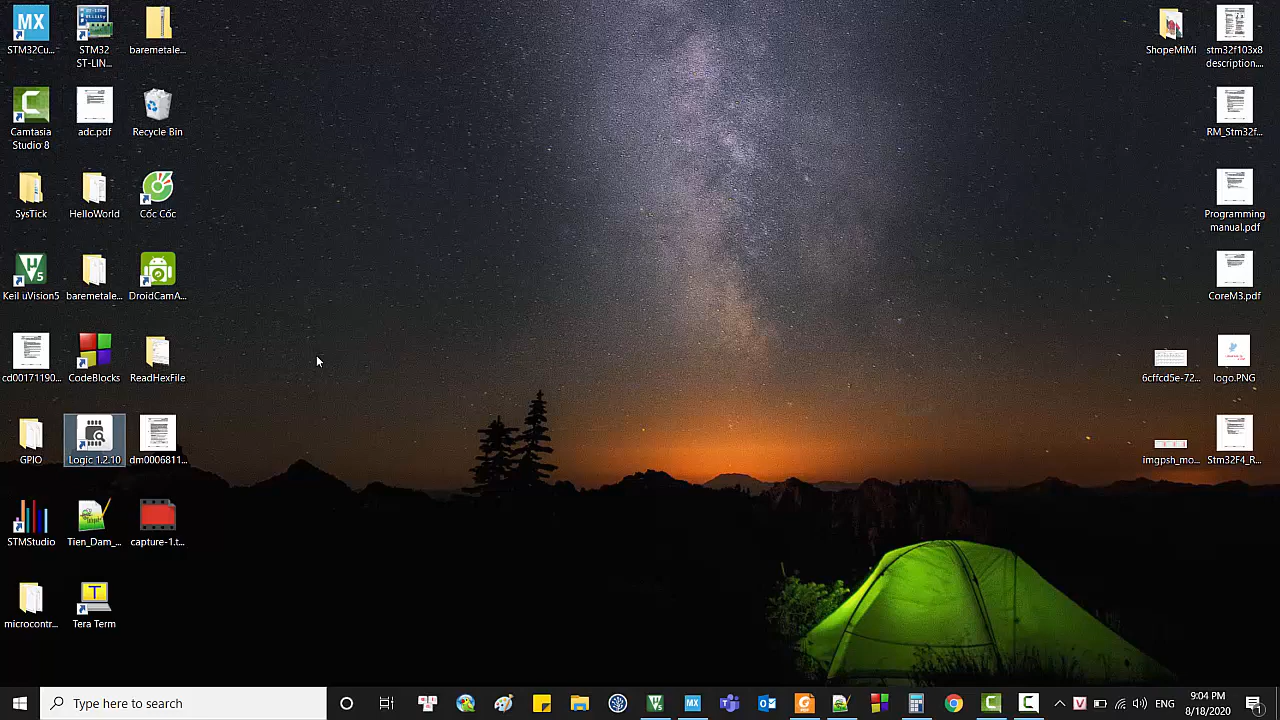 STM32Cu...
STM32
ST-LIN...
baremetale...
ShopeMiMi
stm32f103x8
description....
Camtasia
Studio 8
adc.pdf
Recycle Bin
RM_Stm32f...
SysTick
HelloWorld
Cốc Cốc
Programming
manual.pdf
Keil uVision5
baremetale...
DroidCamA...
CoreM3.pdf
cd00171190...
CodeBlocks
ReadHexFile
6cffcd5e-72...
logo.PNG
GPIO
Logic 1.2.10
dm0006811...
imgpsh_mo...
Stm32F4_R...
STMStudio
Tien_Dam_...
capture-1.t...
microcontr...
Tera Term
Type here to search
ENG
9:04 PM
8/18/2020